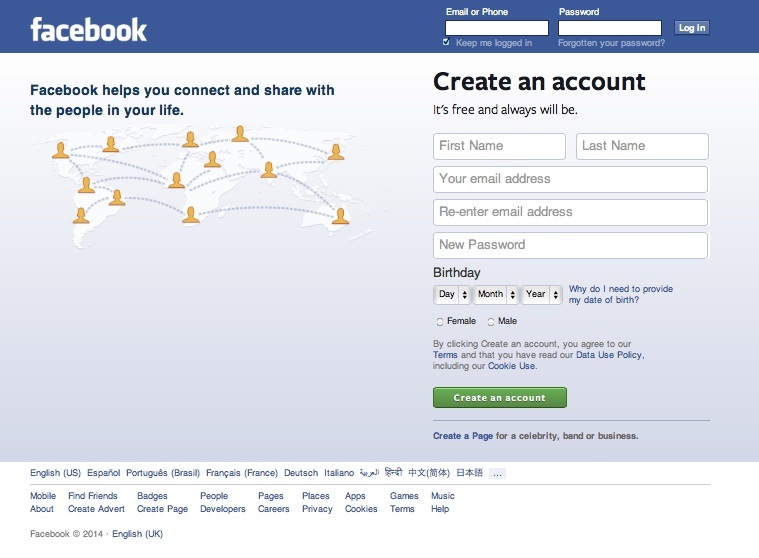 facebook
Email or Phone
Password
Log In
Keep me logged in
Forgotten your password?
Facebook helps you connect and share with
the people in your life.
Create an account
It's free and always will be.
First Name
Last Name
Your email address
Re-enter email address
New Password
Birthday
Day Month Year
Why do I need to provide
my date of birth?
Female Male
By clicking Create an account, you agree to our
Terms and that you have read our Data Use Policy,
including our Cookie Use.
Create an account
Create a Page for a celebrity, band or business.
English (US) Español Português (Brasil) Français (France) Deutsch Italiano العربية हिन्दी 中文(简体) 日本語 ...
Mobile Find Friends Badges People Pages Places Apps Games Music
About Create Advert Create Page Developers Careers Privacy Cookies Terms Help
Facebook © 2014 · English (UK)